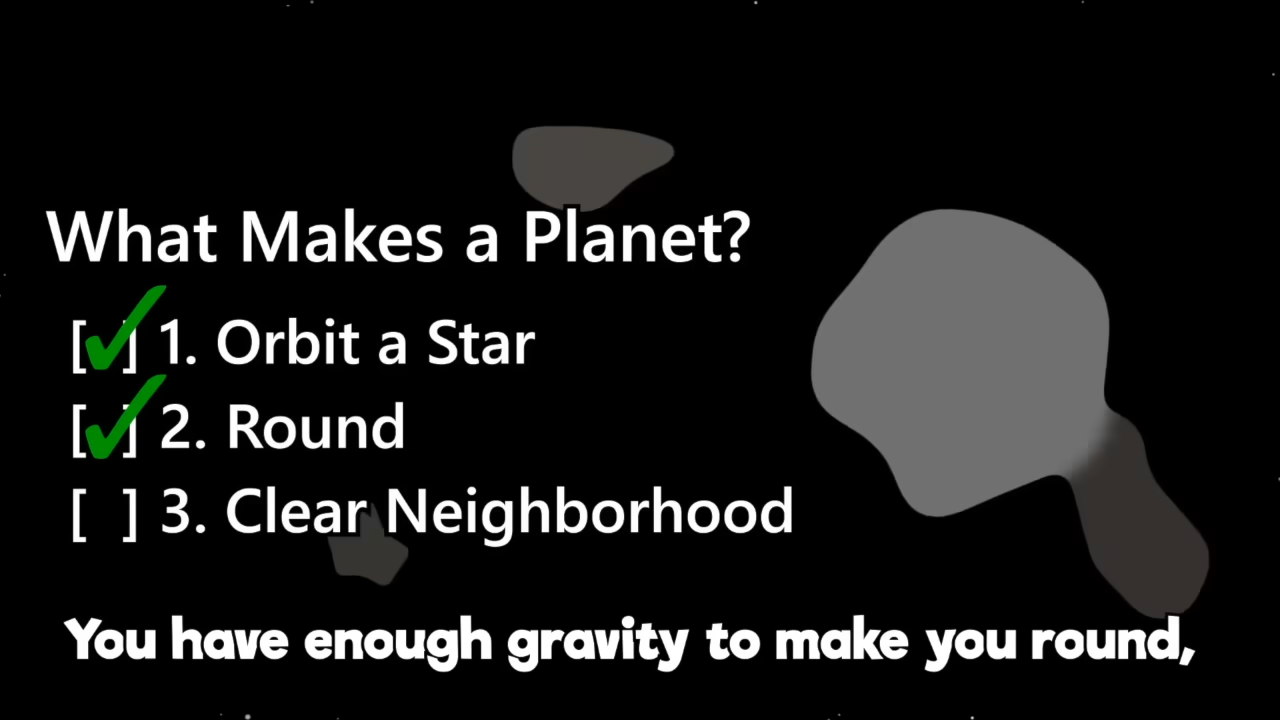 What Makes a Planet?
[✓] 1. Orbit a Star
[✓] 2. Round
[ ] 3. Clear Neighborhood
You have enough gravity to make you round,